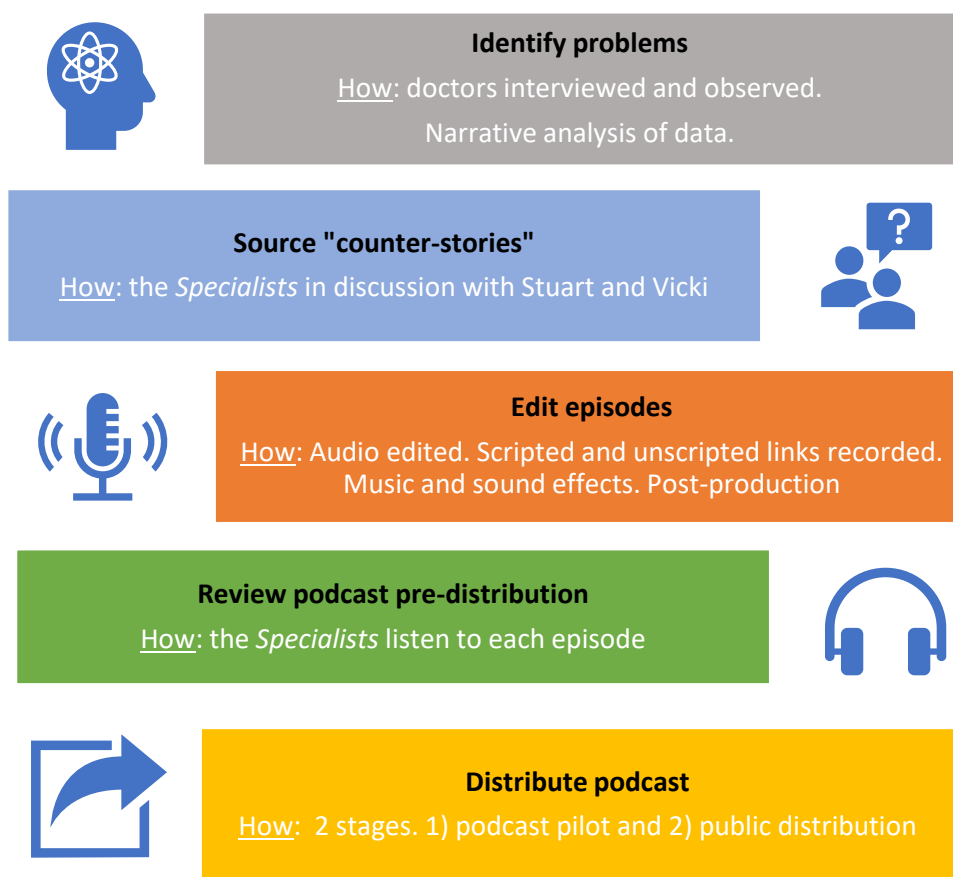 Identify problems
How: doctors interviewed and observed.
Narrative analysis of data.
Source "counter-stories"
?
How: the Specialists in discussion with Stuart and Vicki
Edit episodes
How: Audio edited. Scripted and unscripted links recorded.
Music and sound effects. Post-production
Review podcast pre-distribution
How: the Specialists listen to each episode
Distribute podcast
How:  2 stages. 1) podcast pilot and 2) public distribution